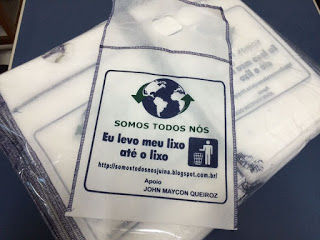 SOMOS TODOS NÓS
Eu levo meu lixo
até o lixo
http://somostodosnosjuina.blogspot.com.br/
Apoio
JOHN MAYCON QUEIROZ